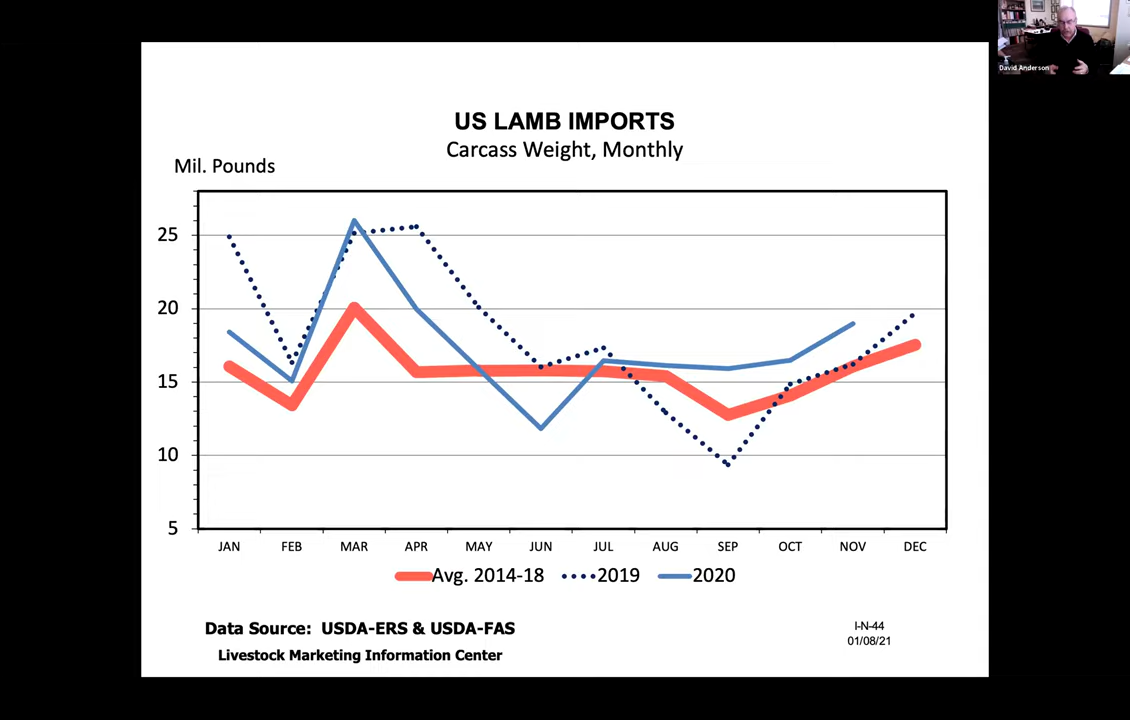 David Anderson
US LAMB IMPORTS
Carcass Weight, Monthly
Mil. Pounds
25
20
15
10
5
JAN FEB MAR APR MAY JUN JUL AUG SEP OCT NOV DEC
Avg. 2014-18 2019 2020
Data Source: USDA-ERS & USDA-FAS
Livestock Marketing Information Center
I-N-44
01/08/21